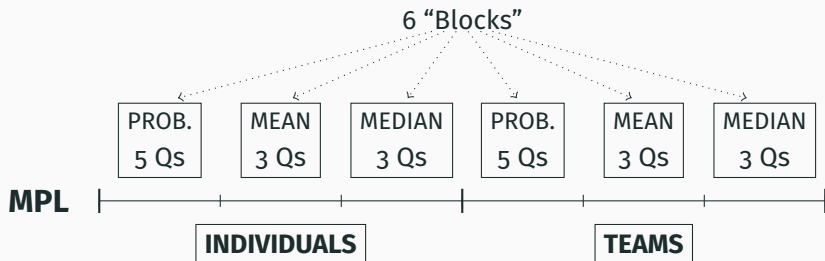 6 “Blocks”
PROB. MEAN MEDIAN PROB. MEAN MEDIAN
5 Qs 3 Qs 3 Qs 5 Qs 3 Qs 3 Qs
MPL
INDIVIDUALS TEAMS